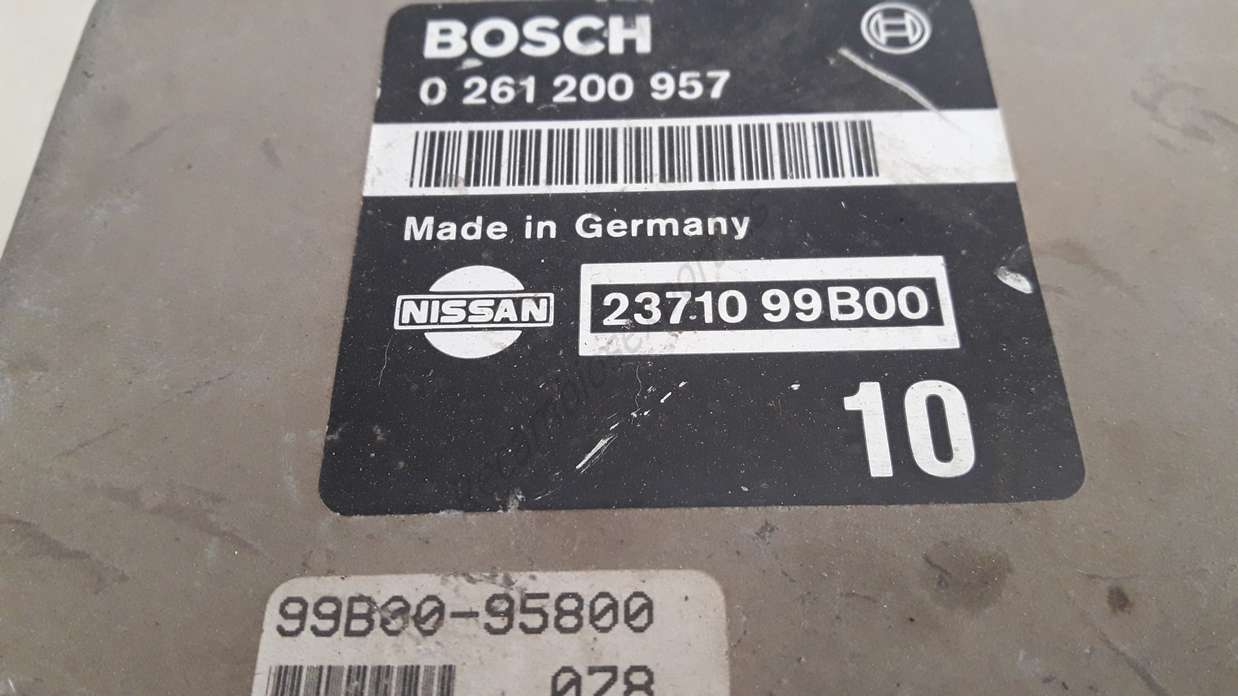 BOSCH
0 261 200 957
Made in Germany
NISSAN
23710 99B00
10
99B00-95800
078